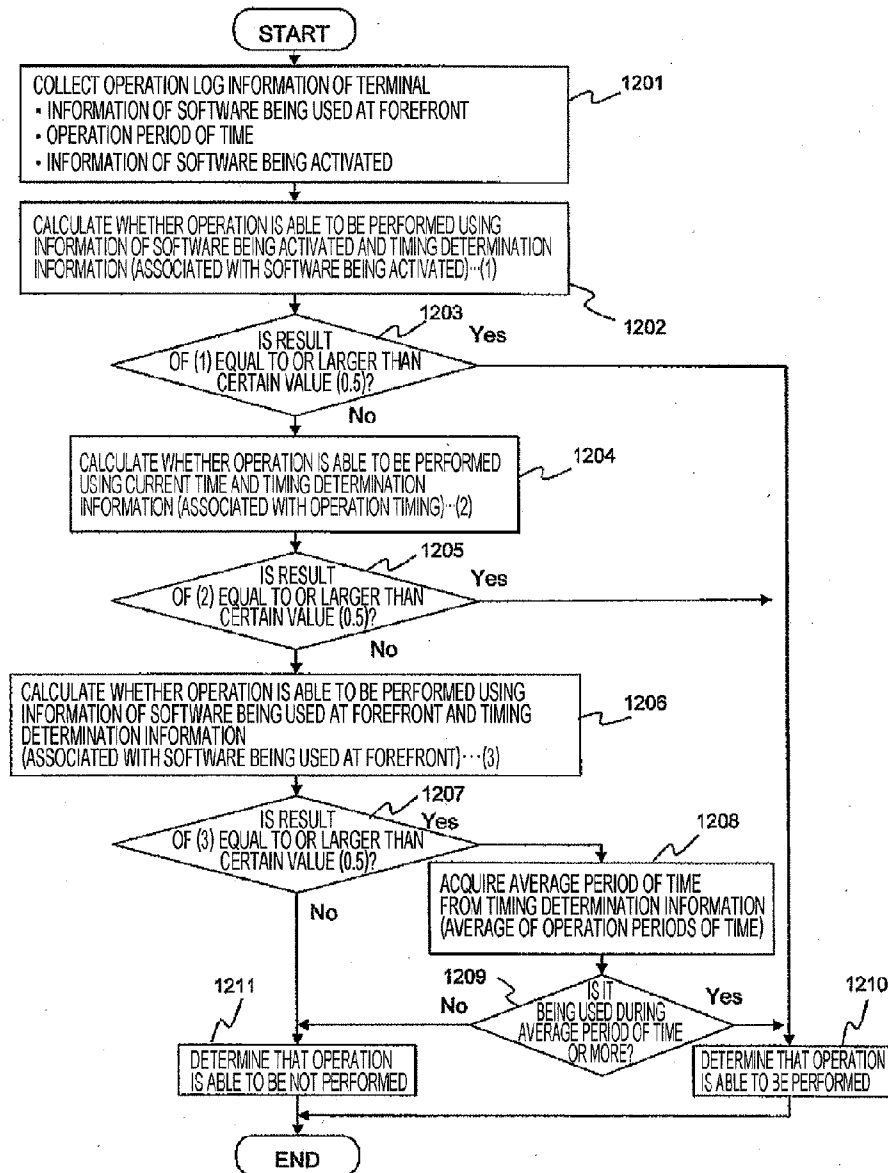 START
COLLECT OPERATION LOG INFORMATION OF TERMINAL
• INFORMATION OF SOFTWARE BEING USED AT FOREFRONT
• OPERATION PERIOD OF TIME
• INFORMATION OF SOFTWARE BEING ACTIVATED
1201
CALCULATE WHETHER OPERATION IS ABLE TO BE PERFORMED USING
INFORMATION OF SOFTWARE BEING ACTIVATED AND TIMING DETERMINATION
INFORMATION (ASSOCIATED WITH SOFTWARE BEING ACTIVATED)···(1)
1202
1203
IS RESULT
OF (1) EQUAL TO OR LARGER THAN
CERTAIN VALUE (0.5)?
Yes
No
CALCULATE WHETHER OPERATION IS ABLE TO BE PERFORMED
USING CURRENT TIME AND TIMING DETERMINATION
INFORMATION (ASSOCIATED WITH OPERATION TIMING)···(2)
1204
1205
IS RESULT
OF (2) EQUAL TO OR LARGER THAN
CERTAIN VALUE (0.5)?
Yes
No
CALCULATE WHETHER OPERATION IS ABLE TO BE PERFORMED USING
INFORMATION OF SOFTWARE BEING USED AT FOREFRONT AND TIMING
DETERMINATION INFORMATION
(ASSOCIATED WITH SOFTWARE BEING USED AT FOREFRONT)···(3)
1206
1207
IS RESULT
OF (3) EQUAL TO OR LARGER THAN
CERTAIN VALUE (0.5)?
Yes
No
1208
ACQUIRE AVERAGE PERIOD OF TIME
FROM TIMING DETERMINATION INFORMATION
(AVERAGE OF OPERATION PERIODS OF TIME)
1209
IS IT
BEING USED DURING
AVERAGE PERIOD OF TIME
OR MORE?
No
Yes
1211
DETERMINE THAT OPERATION
IS ABLE TO BE NOT PERFORMED
1210
DETERMINE THAT OPERATION
IS ABLE TO BE PERFORMED
END